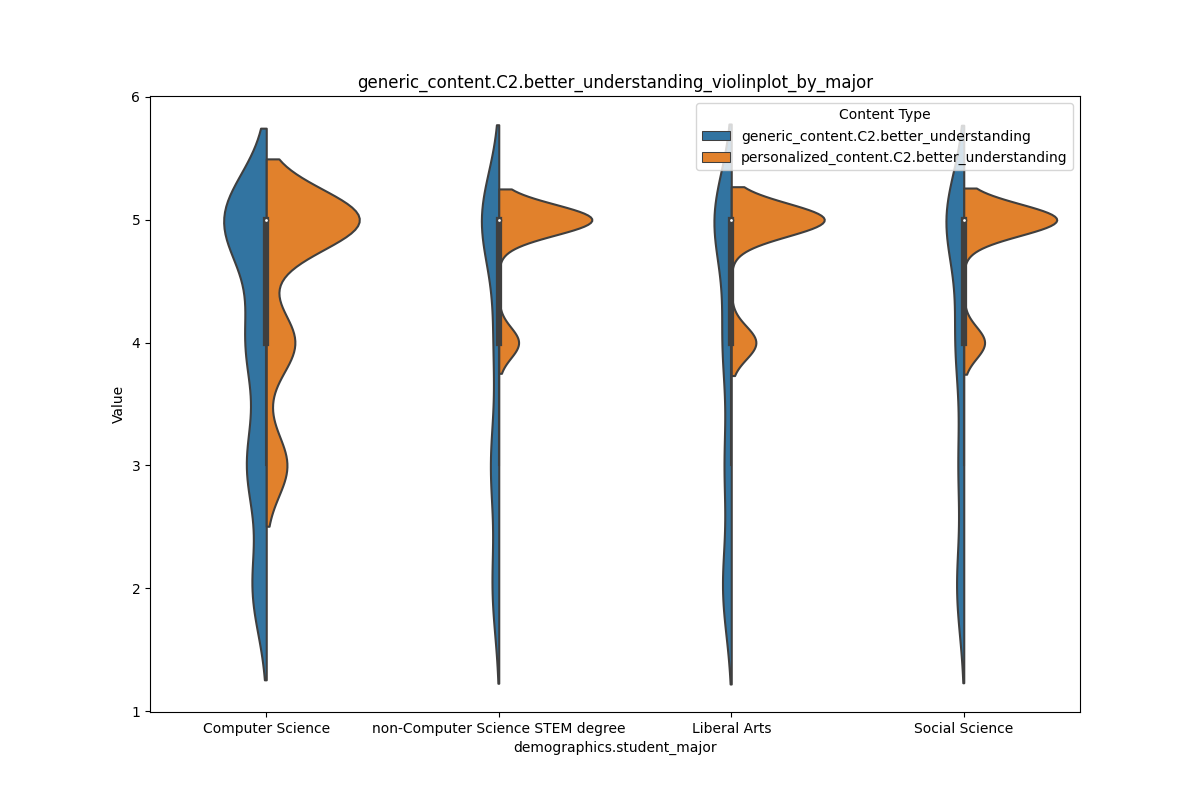 generic_content.C2.better_understanding_violinplot_by_major
6
Content Type
generic_content.C2.better_understanding
personalized_content.C2.better_understanding
5
4
Value
3
2
1
Computer Science
non-Computer Science STEM degree
Liberal Arts
Social Science
demographics.student_major